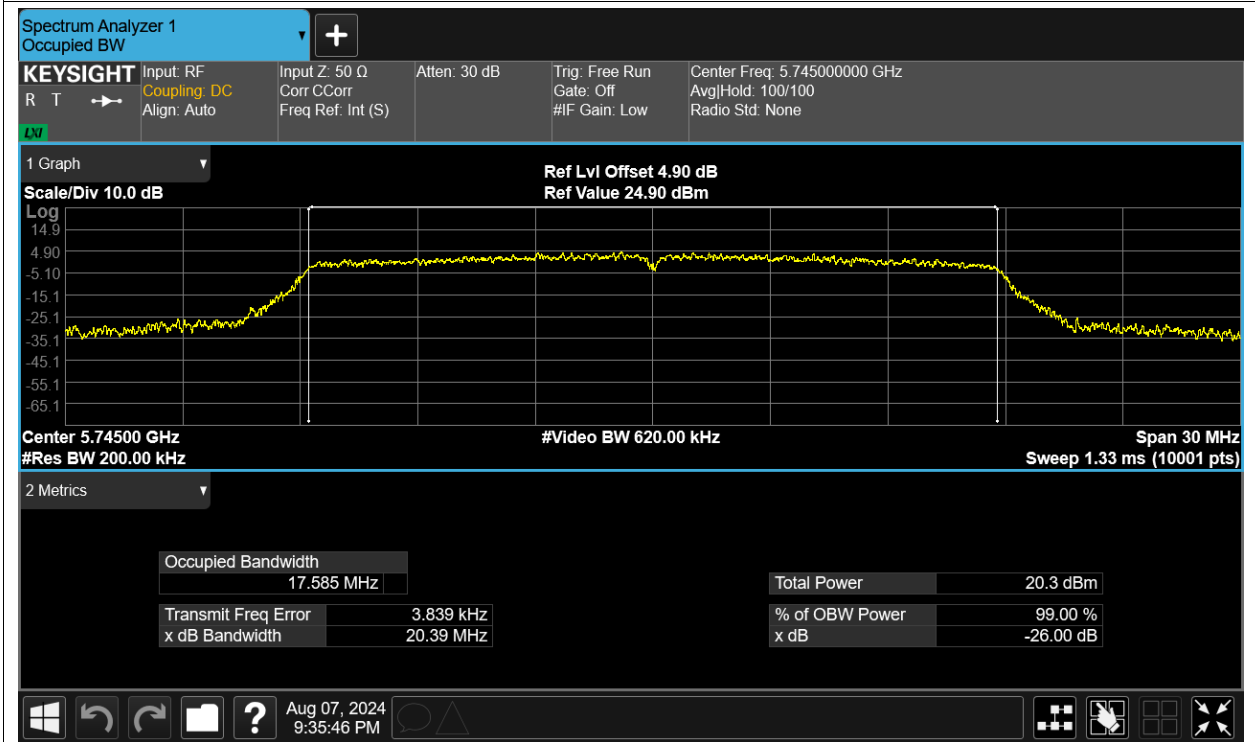 Spectrum Analyzer 1
Occupied BW
KEYSIGHT
R T
LXI
Input: RF
Coupling: DC
Align: Auto
Input Z: 50 Ω
Corr CCorr
Freq Ref: Int (S)
Atten: 30 dB
Trig: Free Run
Gate: Off
#IF Gain: Low
Center Freq: 5.745000000 GHz
Avg|Hold: 100/100
Radio Std: None
1 Graph
Scale/Div 10.0 dB
Ref Lvl Offset 4.90 dB
Ref Value 24.90 dBm
Log
14.9
4.90
-5.10
-15.1
-25.1
-35.1
-45.1
-55.1
-65.1
Center 5.74500 GHz
#Video BW 620.00 kHz
Span 30 MHz
#Res BW 200.00 kHz
Sweep 1.33 ms (10001 pts)
2 Metrics
Occupied Bandwidth
17.585 MHz
Total Power 20.3 dBm
Transmit Freq Error 3.839 kHz
% of OBW Power 99.00 %
x dB Bandwidth 20.39 MHz
x dB -26.00 dB
?
Aug 07, 2024
9:35:46 PM